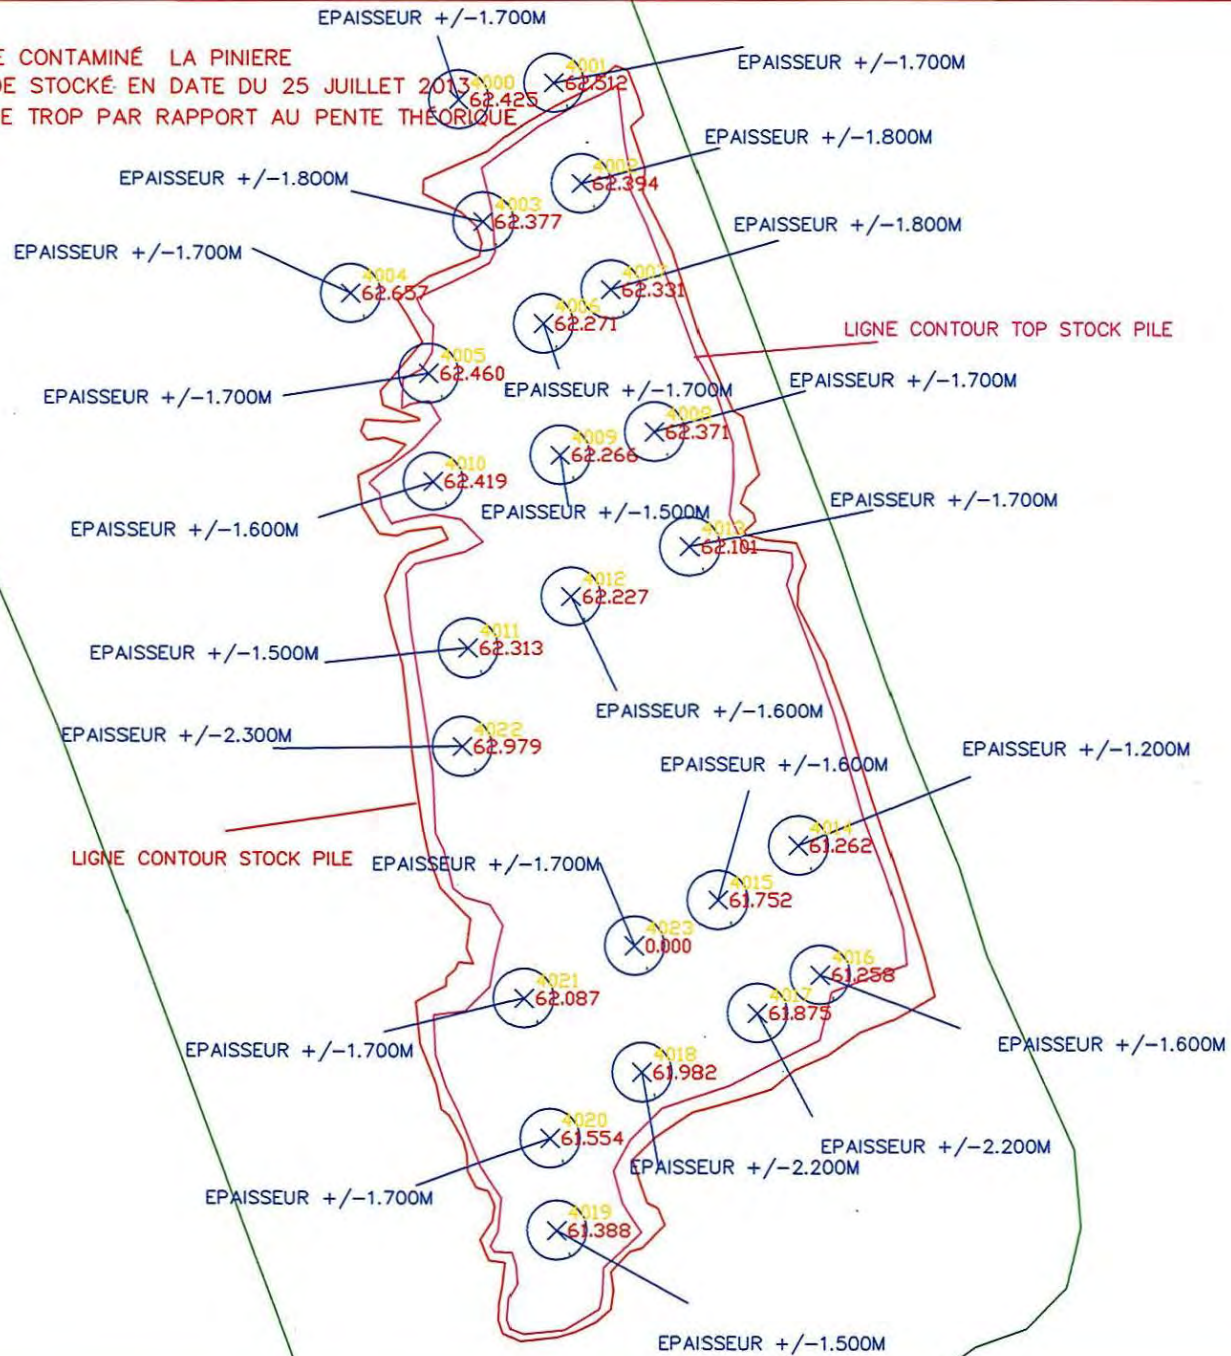 EPAISSEUR +/-1.700M
E CONTAMINÉ LA PINIERE
DE STOCKÉ EN DATE DU 25 JUILLET 2013
E TROP PAR RAPPORT AU PENTE THÉORIQUE
4000
62.425
4001
62.512
EPAISSEUR +/-1.700M
EPAISSEUR +/-1.800M
4002
62.394
EPAISSEUR +/-1.800M
4003
62.377
EPAISSEUR +/-1.800M
EPAISSEUR +/-1.700M
4004
62.657
4007
62.331
4006
62.271
LIGNE CONTOUR TOP STOCK PILE
4005
62.460
EPAISSEUR +/-1.700M
EPAISSEUR +/-1.700M
EPAISSEUR +/-1.700M
4008
62.371
4009
62.266
4010
62.419
EPAISSEUR +/-1.700M
EPAISSEUR +/-1.500M
EPAISSEUR +/-1.600M
4013
62.101
4012
62.227
4011
62.313
EPAISSEUR +/-1.500M
EPAISSEUR +/-1.600M
4022
62.979
EPAISSEUR +/-2.300M
EPAISSEUR +/-1.200M
EPAISSEUR +/-1.600M
4014
61.262
LIGNE CONTOUR STOCK PILE
EPAISSEUR +/-1.700M
4015
61.752
4023
0.000
4016
61.258
4021
62.087
4017
61.875
EPAISSEUR +/-1.600M
EPAISSEUR +/-1.700M
4018
61.982
4020
61.554
EPAISSEUR +/-2.200M
EPAISSEUR +/-2.200M
EPAISSEUR +/-1.700M
4019
61.388
EPAISSEUR +/-1.500M